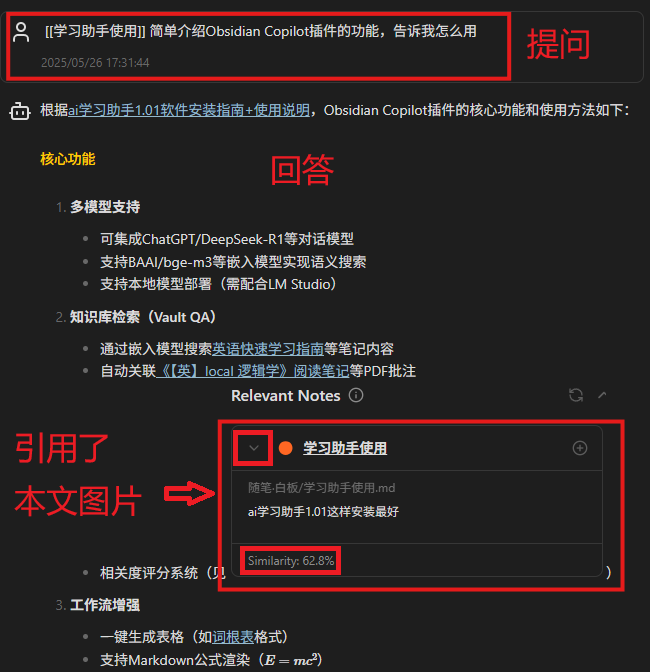 [[学习助手使用]] 简单介绍Obsidian Copilot插件的功能，告诉我怎么用
2025/05/26 17:31:44
提问
根据ai学习助手1.01软件安装指南+使用说明，Obsidian Copilot插件的核心功能和使用方法如下：
核心功能
回答
1. 多模型支持
可集成ChatGPT/DeepSeek-R1等对话模型
支持BAAI/bge-m3等嵌入模型实现语义搜索
支持本地模型部署（需配合LM Studio）
2. 知识库检索（Vault QA）
通过嵌入模型搜索英语快速学习指南等笔记内容
自动关联《【英】local 逻辑学》阅读笔记等PDF批注
Relevant Notes
引用了
本文图片
学习助手使用
随笔·白板/学习助手使用.md
ai学习助手1.01这样安装最好
Similarity: 62.8%
相关度评分系统（见 ）
3. 工作流增强
一键生成表格（如词根表格式）
支持Markdown公式渲染（E = mc²）